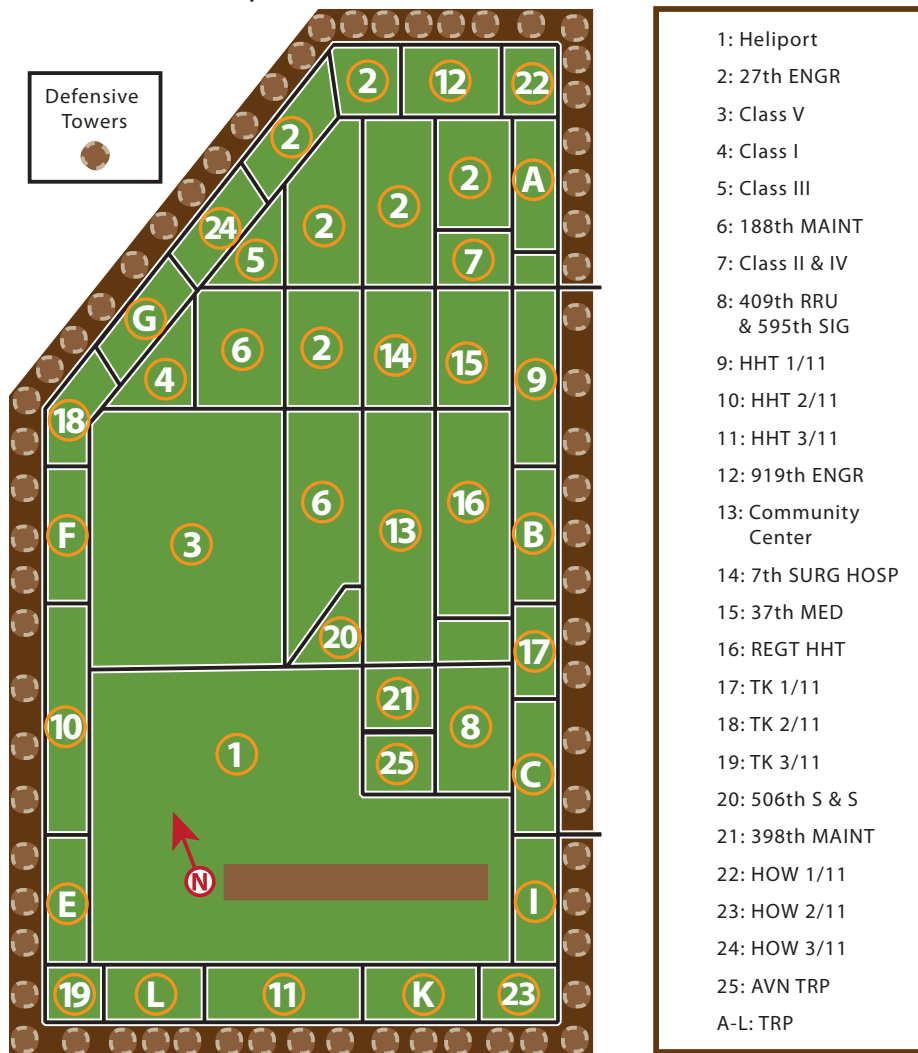 Defensive
Towers
2
12
22
2
2
A
24
2
2
5
7
G
6
2
14
15
9
4
18
6
16
F
3
13
B
20
17
10
21
8
1
25
C
N
E
I
19
L
11
K
23
1: Heliport
2: 27th ENGR
3: Class V
4: Class I
5: Class III
6: 188th MAINT
7: Class II & IV
8: 409th RRU
& 595th SIG
9: HHT 1/11
10: HHT 2/11
11: HHT 3/11
12: 919th ENGR
13: Community
Center
14: 7th SURG HOSP
15: 37th MED
16: REGT HHT
17: TK 1/11
18: TK 2/11
19: TK 3/11
20: 506th S & S
21: 398th MAINT
22: HOW 1/11
23: HOW 2/11
24: HOW 3/11
25: AVN TRP
A-L: TRP